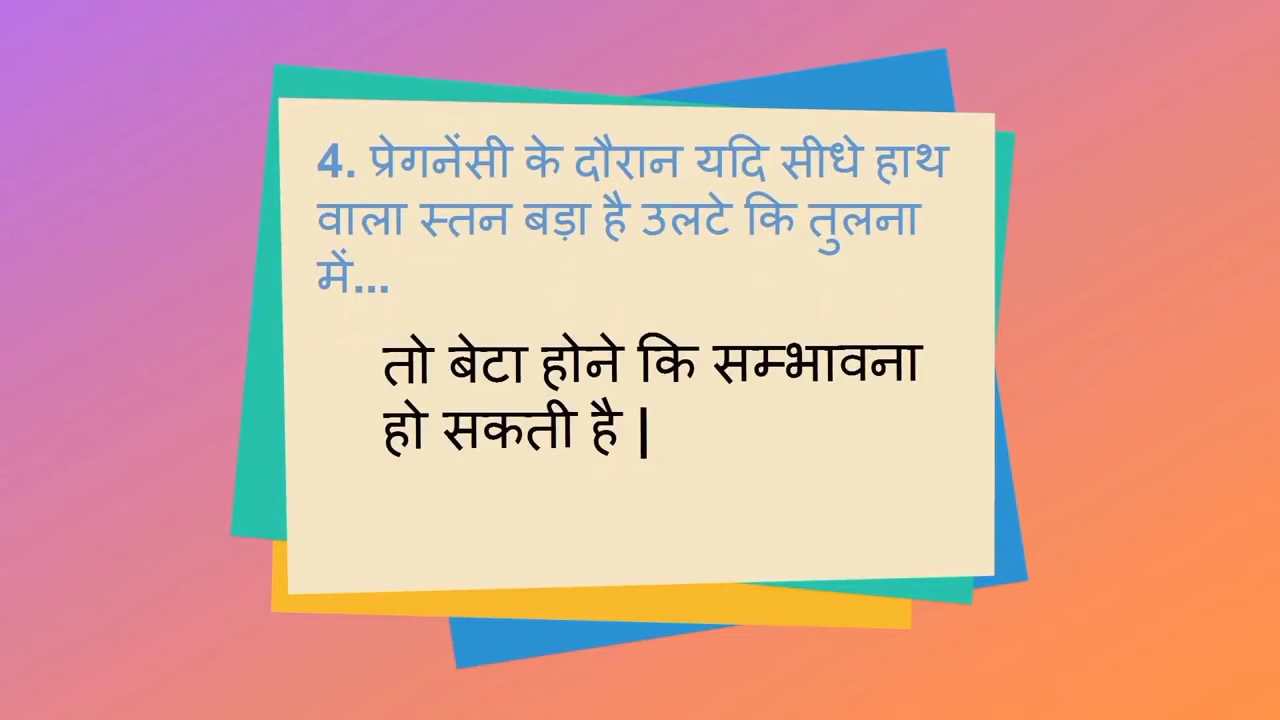 4. प्रेगनेंसी के दौरान यदि सीधे हाथ
वाला स्तन बड़ा है उलटे कि तुलना
में...
तो बेटा होने कि सम्भावना
हो सकती है |